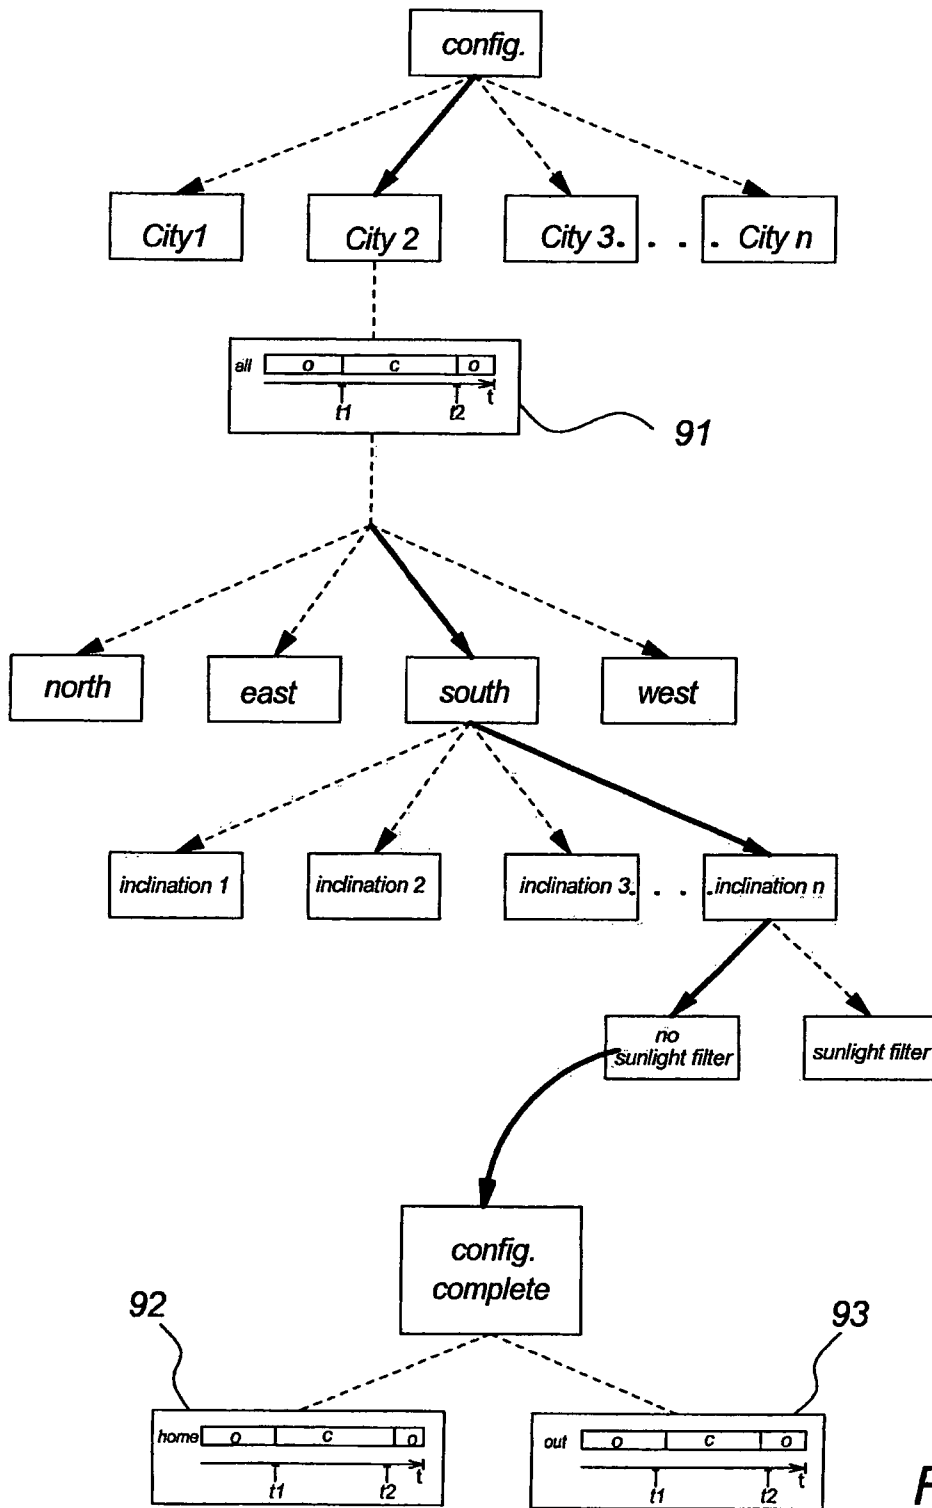 config.
City1 City 2 City 3. . . . City n
all o c o
t
t1 t2
91
north east south west
inclination 1 inclination 2 inclination 3. . . . inclination n
no
sunlight filter sunlight filter
config.
complete
92 93
home o c o
t
t1 t2
out o c o
t
t1 t2
F